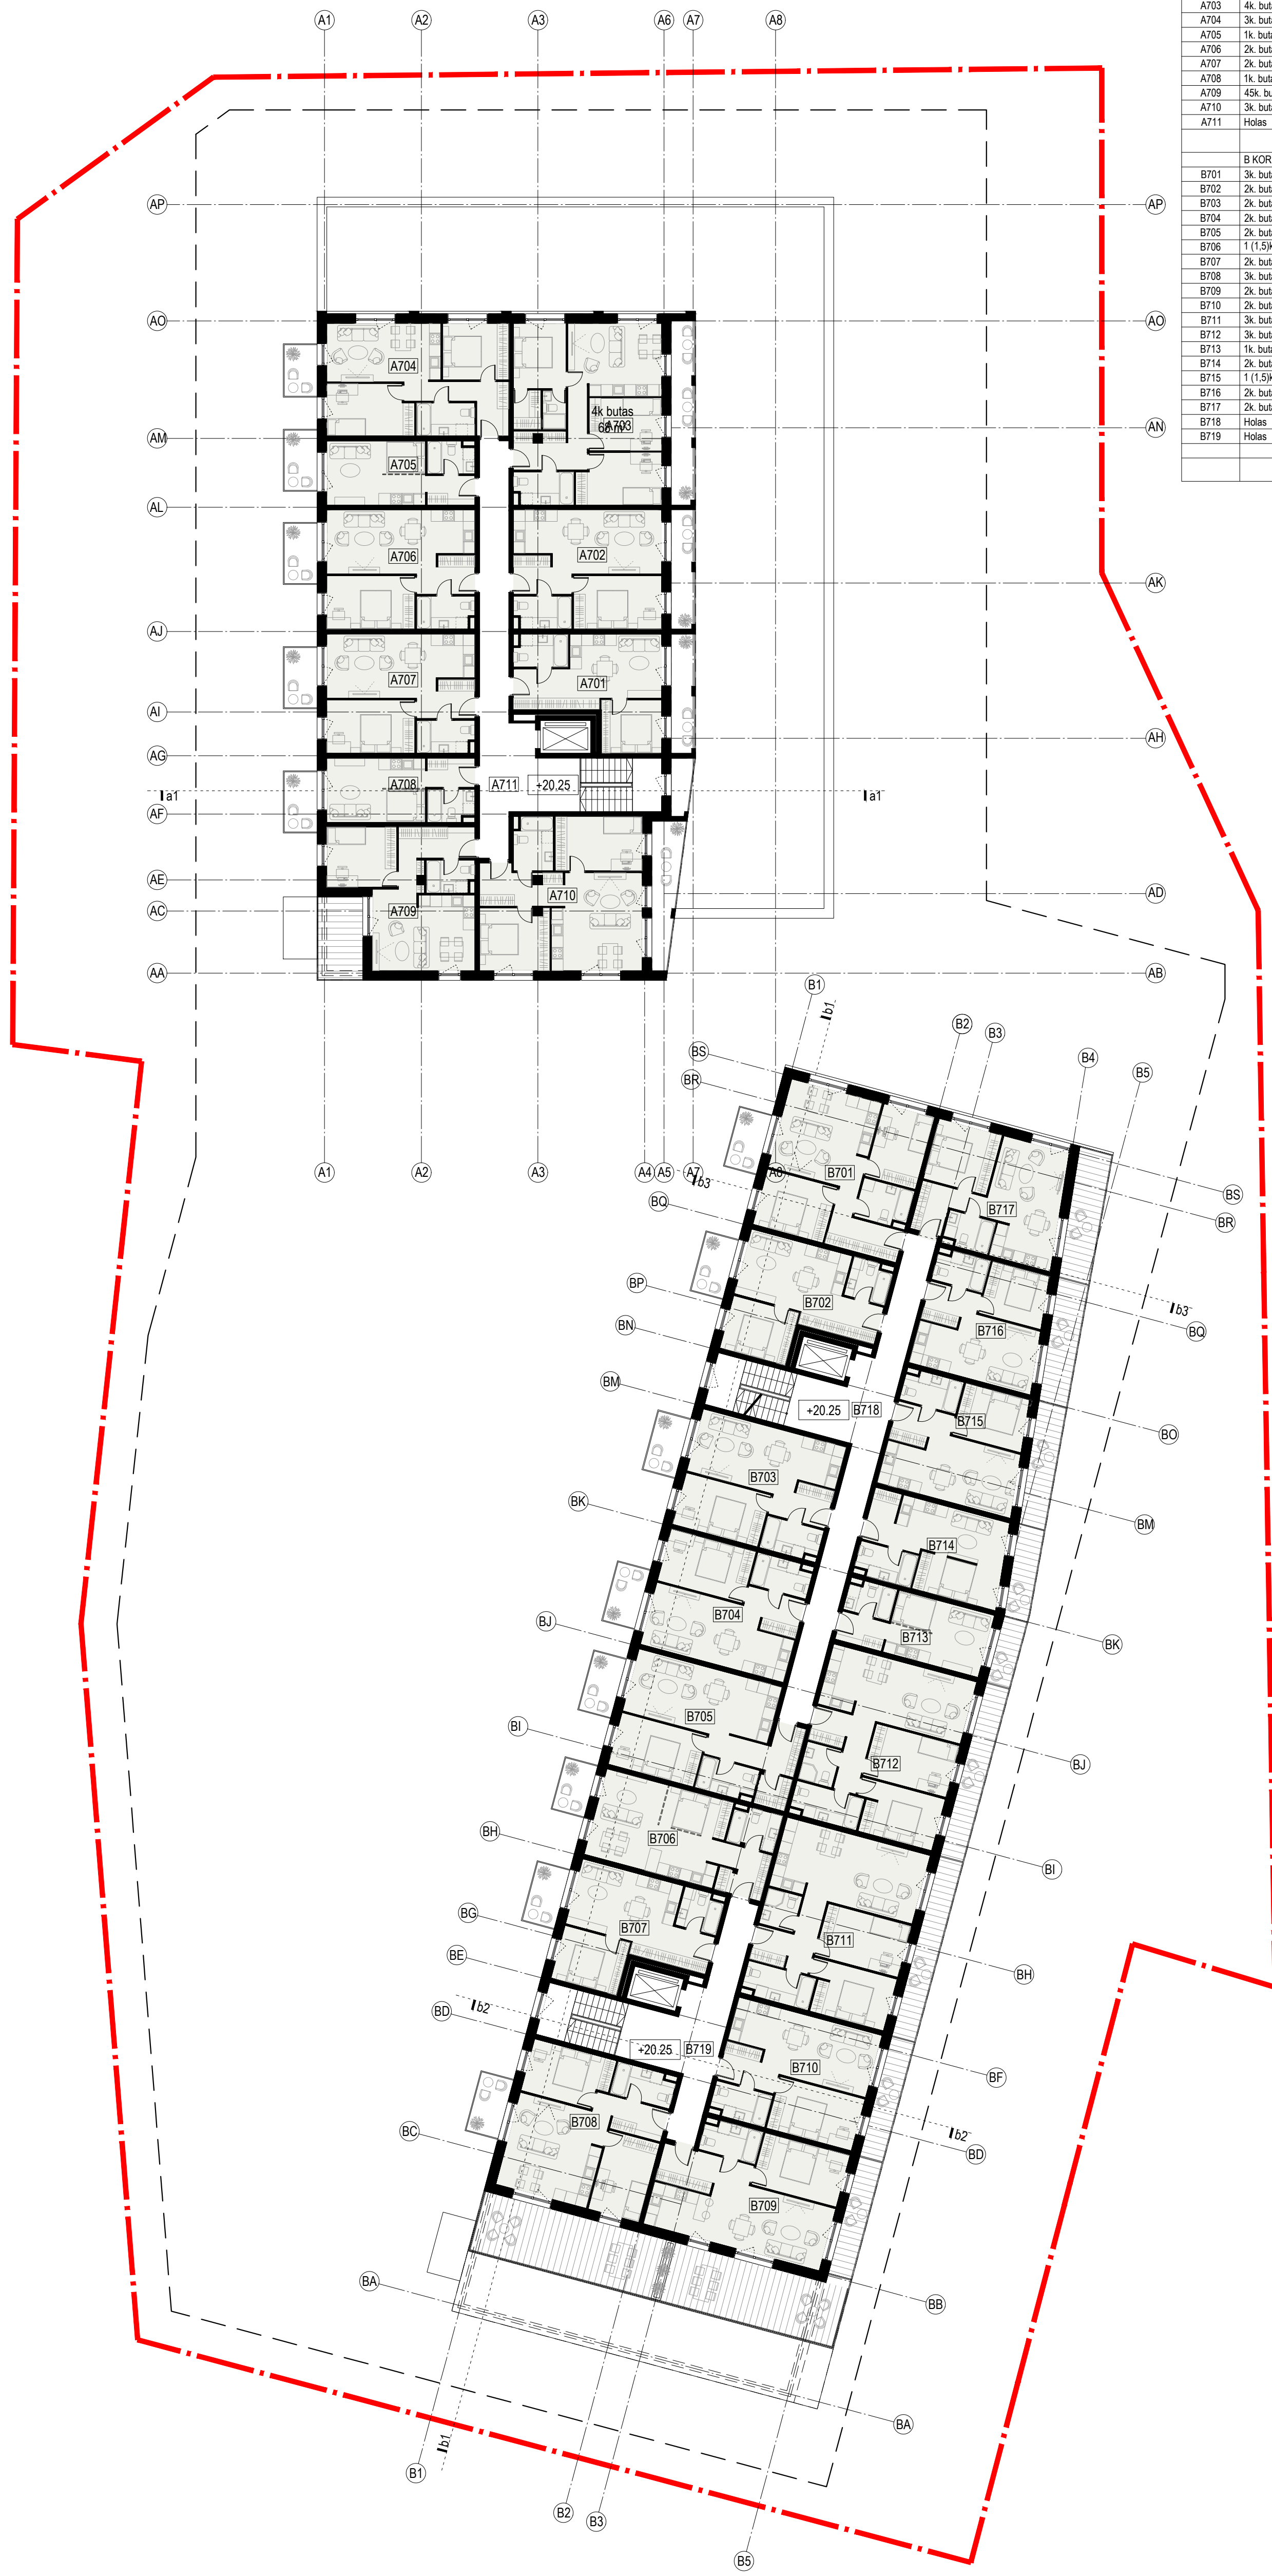 A1 A2 A3 A6 A7 A8
A703 4k. but
A704 3k. but
A705 1k. but
A706 2k. but
A707 2k. but
A708 1k. but
A709 45k. bu
A710 3k. but
A711 Holas
B KOR
B701 3k. but
B702 2k. but
B703 2k. but
B704 2k. but
B705 2k. but
B706 1 (1,5)k
B707 2k. but
B708 3k. but
B709 2k. but
B710 2k. but
B711 3k. but
B712 3k. but
B713 1k. but
B714 2k. but
B715 1 (1,5)k
B716 2k. but
B717 2k. but
B718 Holas
B719 Holas
AP AP
AO AO
A704
4k butas
A703
AM AN
A705
AL
A706 A702
AK
AJ
A707 A701
AI
AH
AG
A708 A711 +20.25
a1 a1
AF
AE
A710 AD
AC A709
AA AB
B1
b1
B2
B3
BS B4
BR B5
A1 A2 A3 A4 A5 A7 A8
B701
b3
BS
BQ B717
BR
BP B702
b3
BN B716 BQ
BM
+20.25 B718 B715
BO
B703
BK BM
B714
B704
BJ B713 BK
B705
BI
B712 BJ
BH B706
BI
BG B707
B711
BE BH
b2
BD
+20.25 B719
B710 BF
B708
BC b2
BD
B709
BA
BB
BA
b1
B1
B2
B3
B5